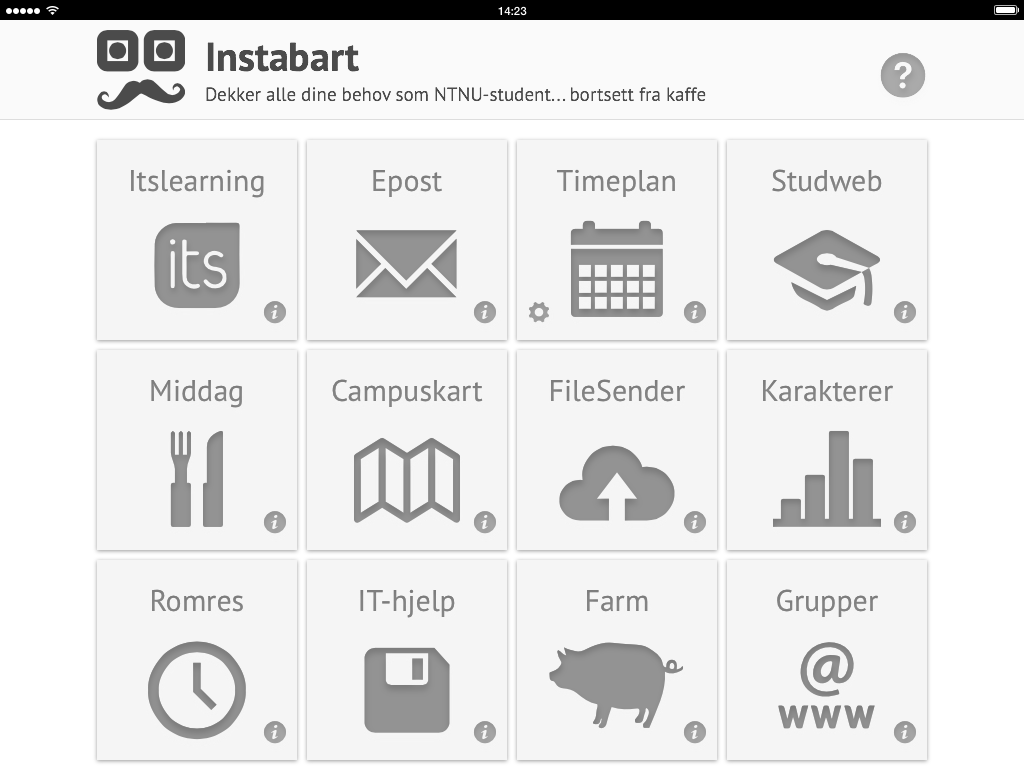 14:23
Instabart
?
Dekker alle dine behov som NTNU-student... bortsett fra kaffe
Itslearning
Epost
Timeplan
Studweb
its
i
i
i
i
Middag
Campuskart
FileSender
Karakterer
i
i
i
i
Romres
IT-hjelp
Farm
Grupper
@
www
i
i
i
i